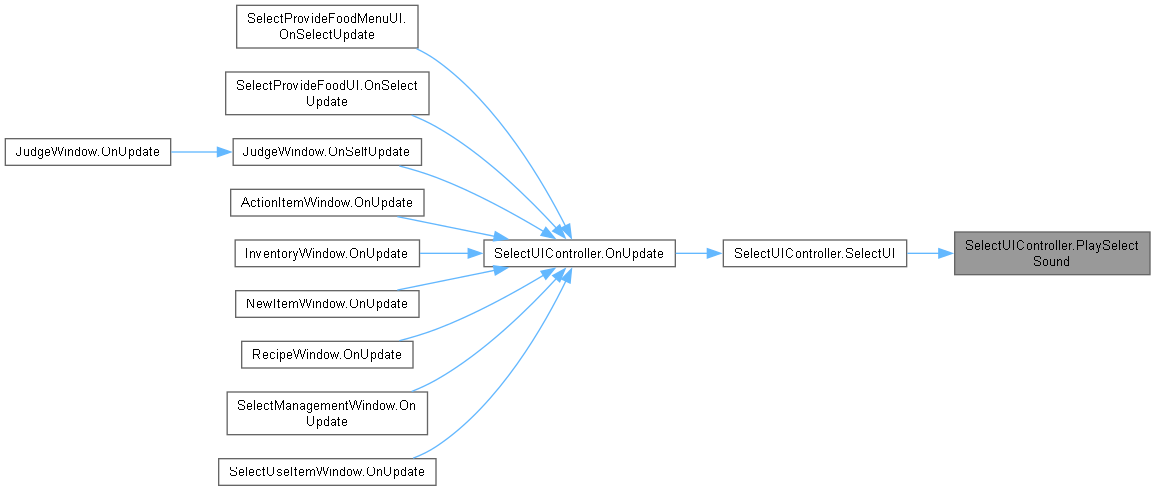 SelectProvideFoodMenuUI.
OnSelectUpdate
SelectProvideFoodUI.OnSelect
Update
JudgeWindow.OnUpdate
JudgeWindow.OnSelfUpdate
ActionItemWindow.OnUpdate
InventoryWindow.OnUpdate
SelectUIController.OnUpdate
SelectUIController.SelectUI
SelectUIController.PlaySelect
Sound
NewItemWindow.OnUpdate
RecipeWindow.OnUpdate
SelectManagementWindow.On
Update
SelectUseItemWindow.OnUpdate